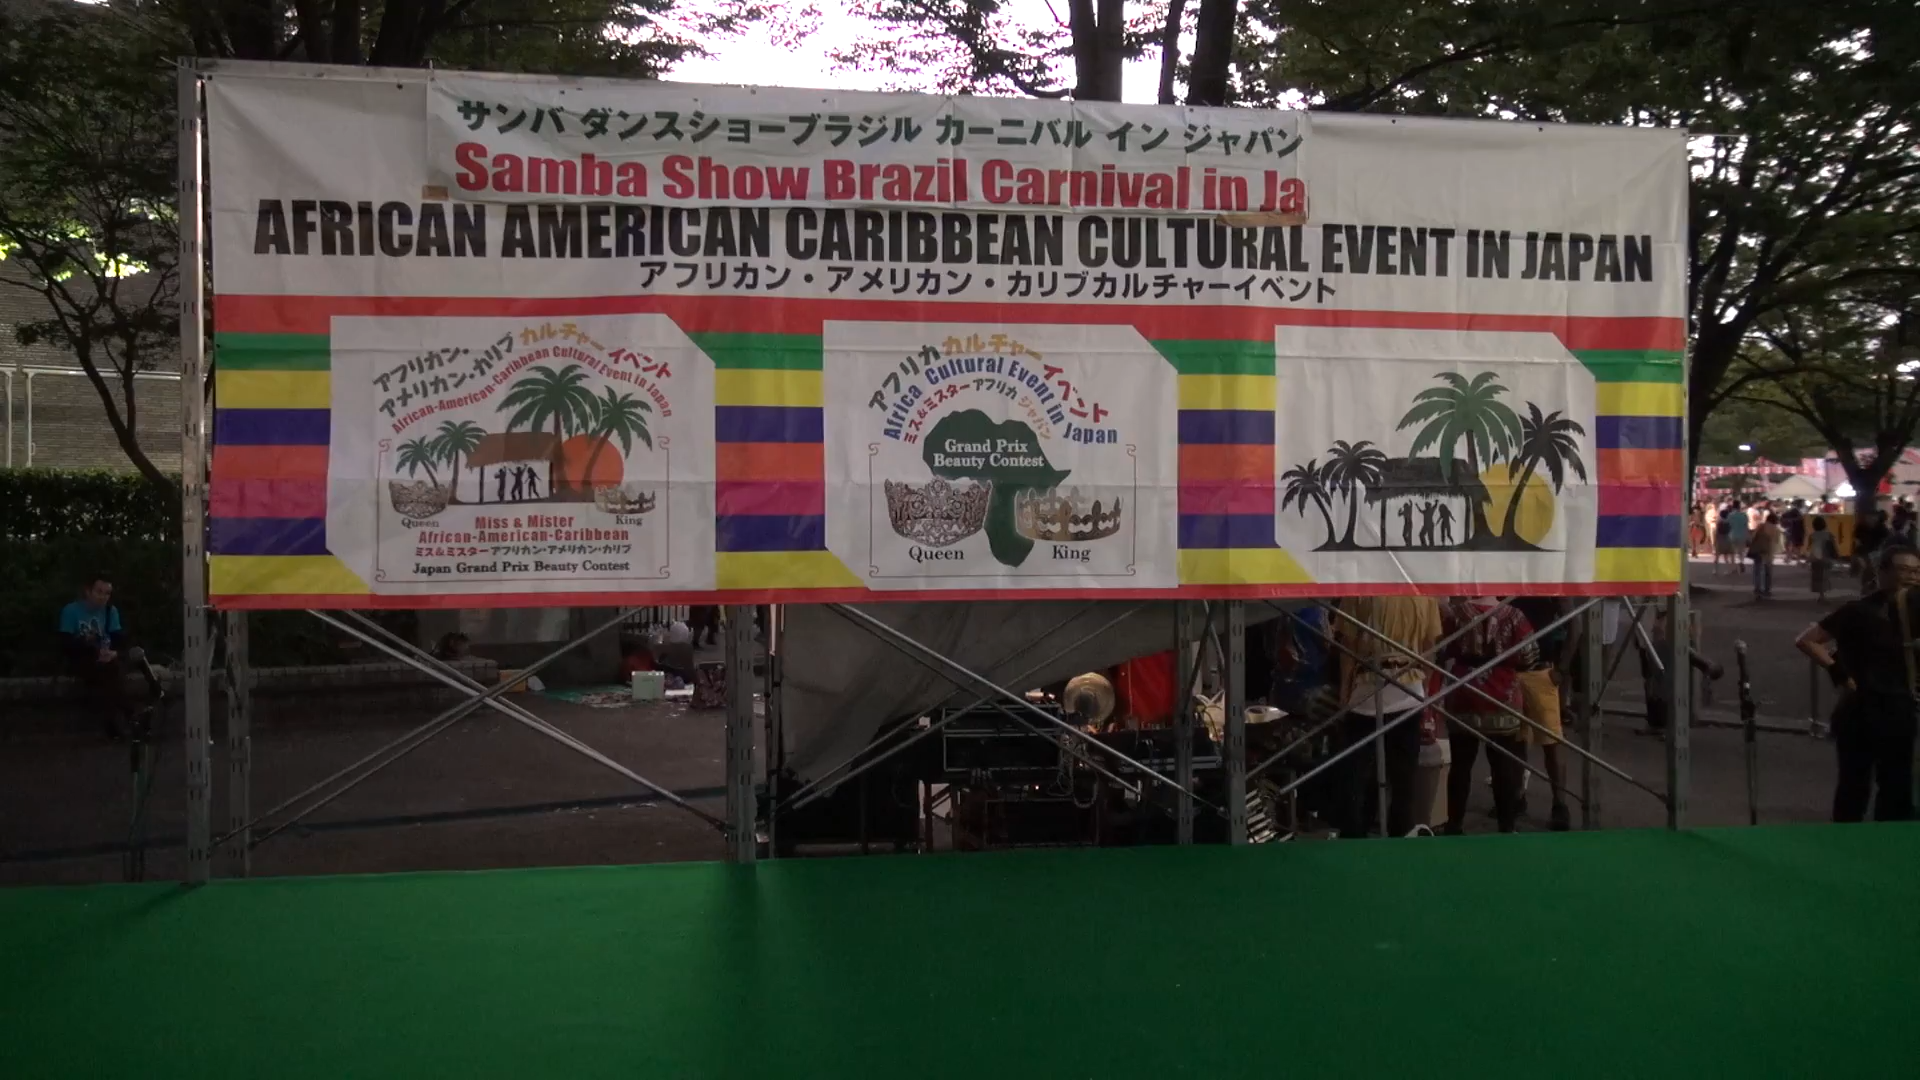 サンバ ダンスショーブラジル カーニバル イン ジャパン
Samba Show Brazil Carnival in Ja
AFRICAN AMERICAN CARIBBEAN CULTURAL EVENT IN JAPAN
アフリカン・アメリカン・カリブカルチャーイベント
アフリカン・
アメリカン・カリブ カルチャー イベント
African-American-Caribbean Cultural Event in Japan
Queen
King
Miss & Mister
African-American-Caribbean
ミス&ミスターアフリカン・アメリカン・カリブ
Japan Grand Prix Beauty Contest
アフリカ カルチャー イベント
Africa Cultural Event in Japan
ミス&ミスターアフリカ ジャパン
Grand Prix
Beauty Contest
Queen
King